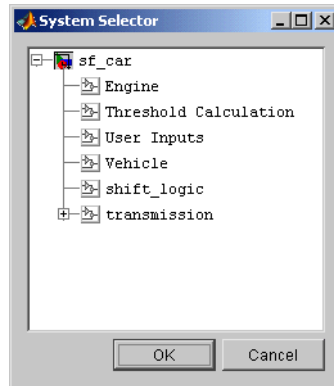 System Selector
sf_car
Engine
Threshold Calculation
User Inputs
Vehicle
shift_logic
transmission
OK Cancel